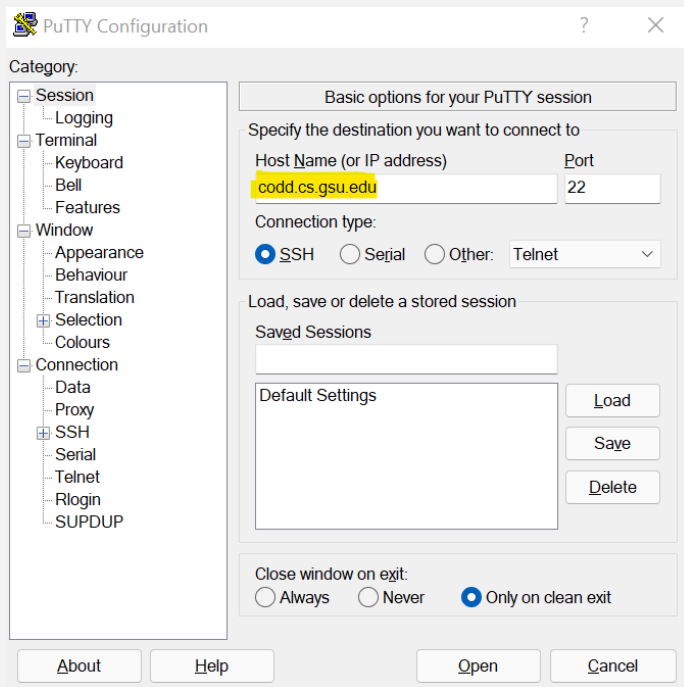 PuTTY Configuration
Category:
Session
Logging
Terminal
Keyboard
Bell
Features
Window
Appearance
Behaviour
Translation
Selection
Colours
Connection
Data
Proxy
SSH
Serial
Telnet
Rlogin
SUPDUP
Basic options for your PuTTY session
Specify the destination you want to connect to
Host Name (or IP address) Port
codd.cs.gsu.edu 22
Connection type:
SSH Serial Other: Telnet
Load, save or delete a stored session
Saved Sessions
Default Settings
Load
Save
Delete
Close window on exit:
Always Never Only on clean exit
About Help Open Cancel